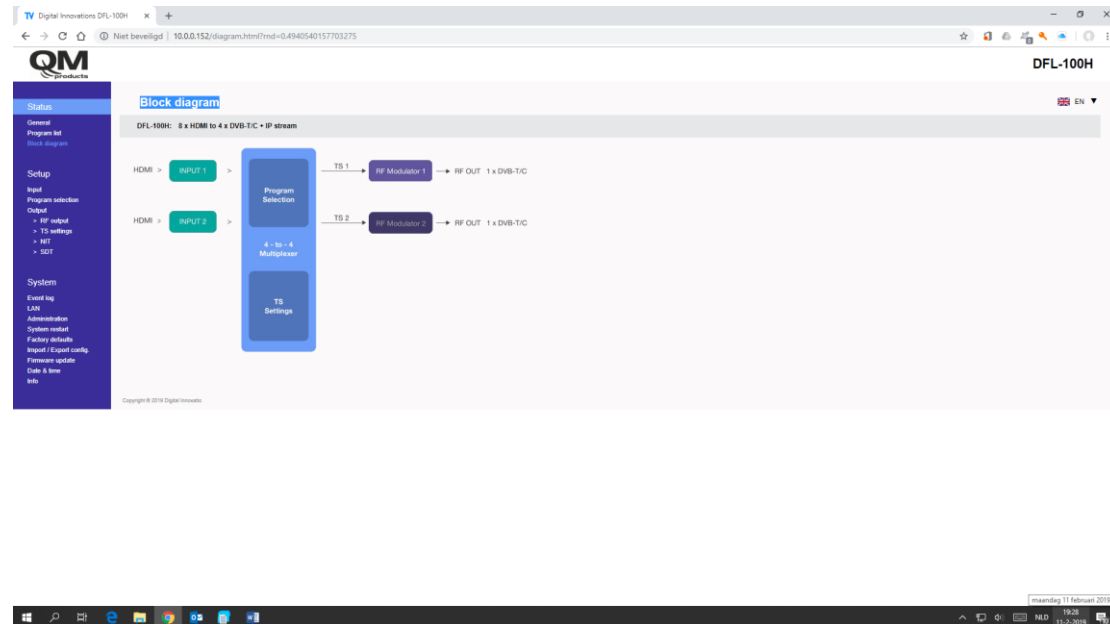 TV Digital Innovations DFL-100H
Niet beveiligd | 10.0.0.152/diagram.html?rnd=0.4940540157703275
QM
products
DFL-100H
Status
General
Program list
Block diagram
Setup
Input
Program selection
Output
> RF output
> TS settings
> NIT
> SDT
System
Event log
LAN
Administration
System restart
Factory defaults
Import / Export config.
Firmware update
Date & time
Info
Block diagram
EN
DFL-100H: 8 x HDMI to 4 x DVB-T/C + IP stream
HDMI > INPUT 1 >
TS 1
RF Modulator 1
RF OUT 1 x DVB-T/C
HDMI > INPUT 2 >
TS 2
RF Modulator 2
RF OUT 1 x DVB-T/C
Program
Selection
4 - to - 4
Multiplexer
TS
Settings
Copyright © 2019 Digital Innovatio.
maandag 11 februari 2019
NLD
19:28
11-2-2019